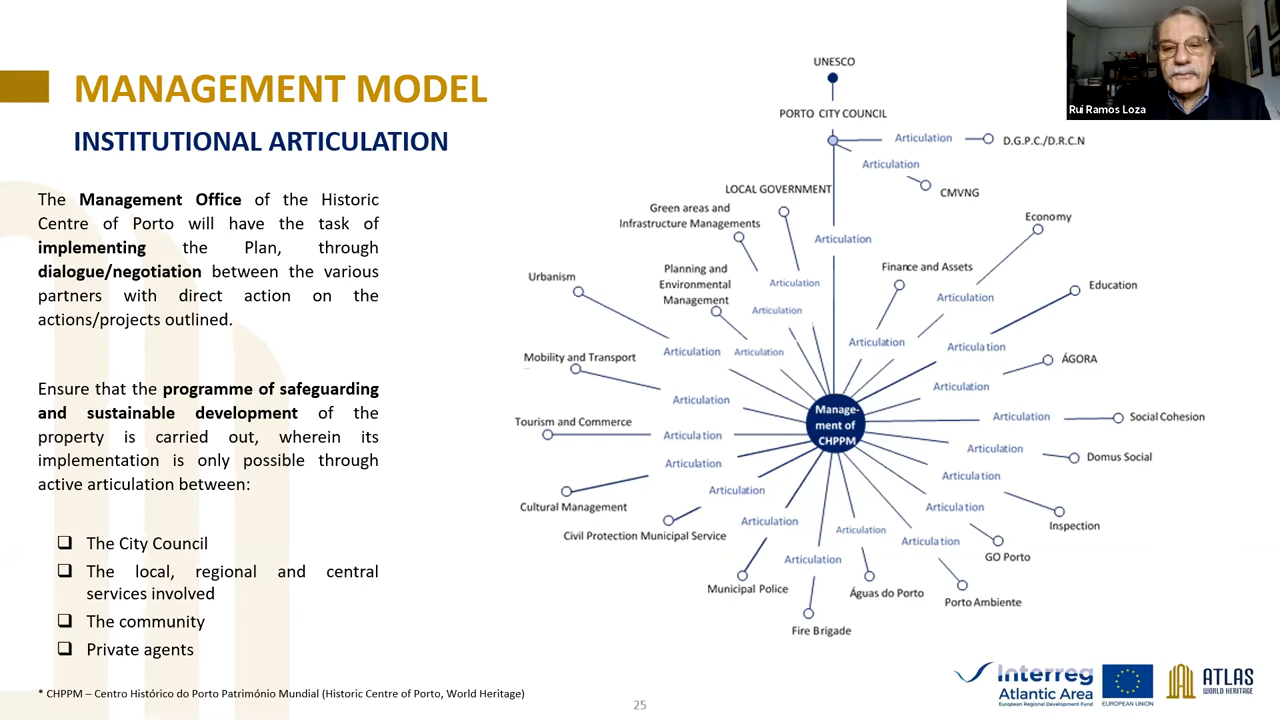 MANAGEMENT MODEL
INSTITUTIONAL ARTICULATION
The Management Office of the Historic
Centre of Porto will have the task of
implementing the Plan, through
dialogue/negotiation between the various
partners with direct action on the
actions/projects outlined.
Ensure that the programme of safeguarding
and sustainable development of the
property is carried out, wherein its
implementation is only possible through
active articulation between:
❑ The City Council
❑ The local, regional and central
services involved
❑ The community
❑ Private agents
* CHPPM – Centro Histórico do Porto Património Mundial (Historic Centre of Porto, World Heritage)
25
UNESCO
PORTO CITY COUNCIL
Articulation
D.G.P.C./D.R.C.N
Articulation
CMVNG
LOCAL GOVERNMENT
Green areas and
Infrastructure Managements
Economy
Articulation
Planning and
Environmental
Management
Finance and Assets
Urbanism
Articulation
Education
Articulation
Articulation
Articulation
Articulation
Articulation
Articulation
Mobility and Transport
ÁGORA
Articulation
Articulation
Manage-
ment of
CHPPM
Articulation
Social Cohesion
Tourism and Commerce
Articulation
Articulation
Domus Social
Articulation
Articulation
Cultural Management
Articulation
Articulation
Inspection
Civil Protection Municipal Service
Articulation
Articulation
Articulation
GO Porto
Articulation
Municipal Police
Águas do Porto
Porto Ambiente
Fire Brigade
Rui Ramos Loza
Interreg
Atlantic Area
European Regional Development Fund
EUROPEAN UNION
ATLAS
WORLD HERITAGE